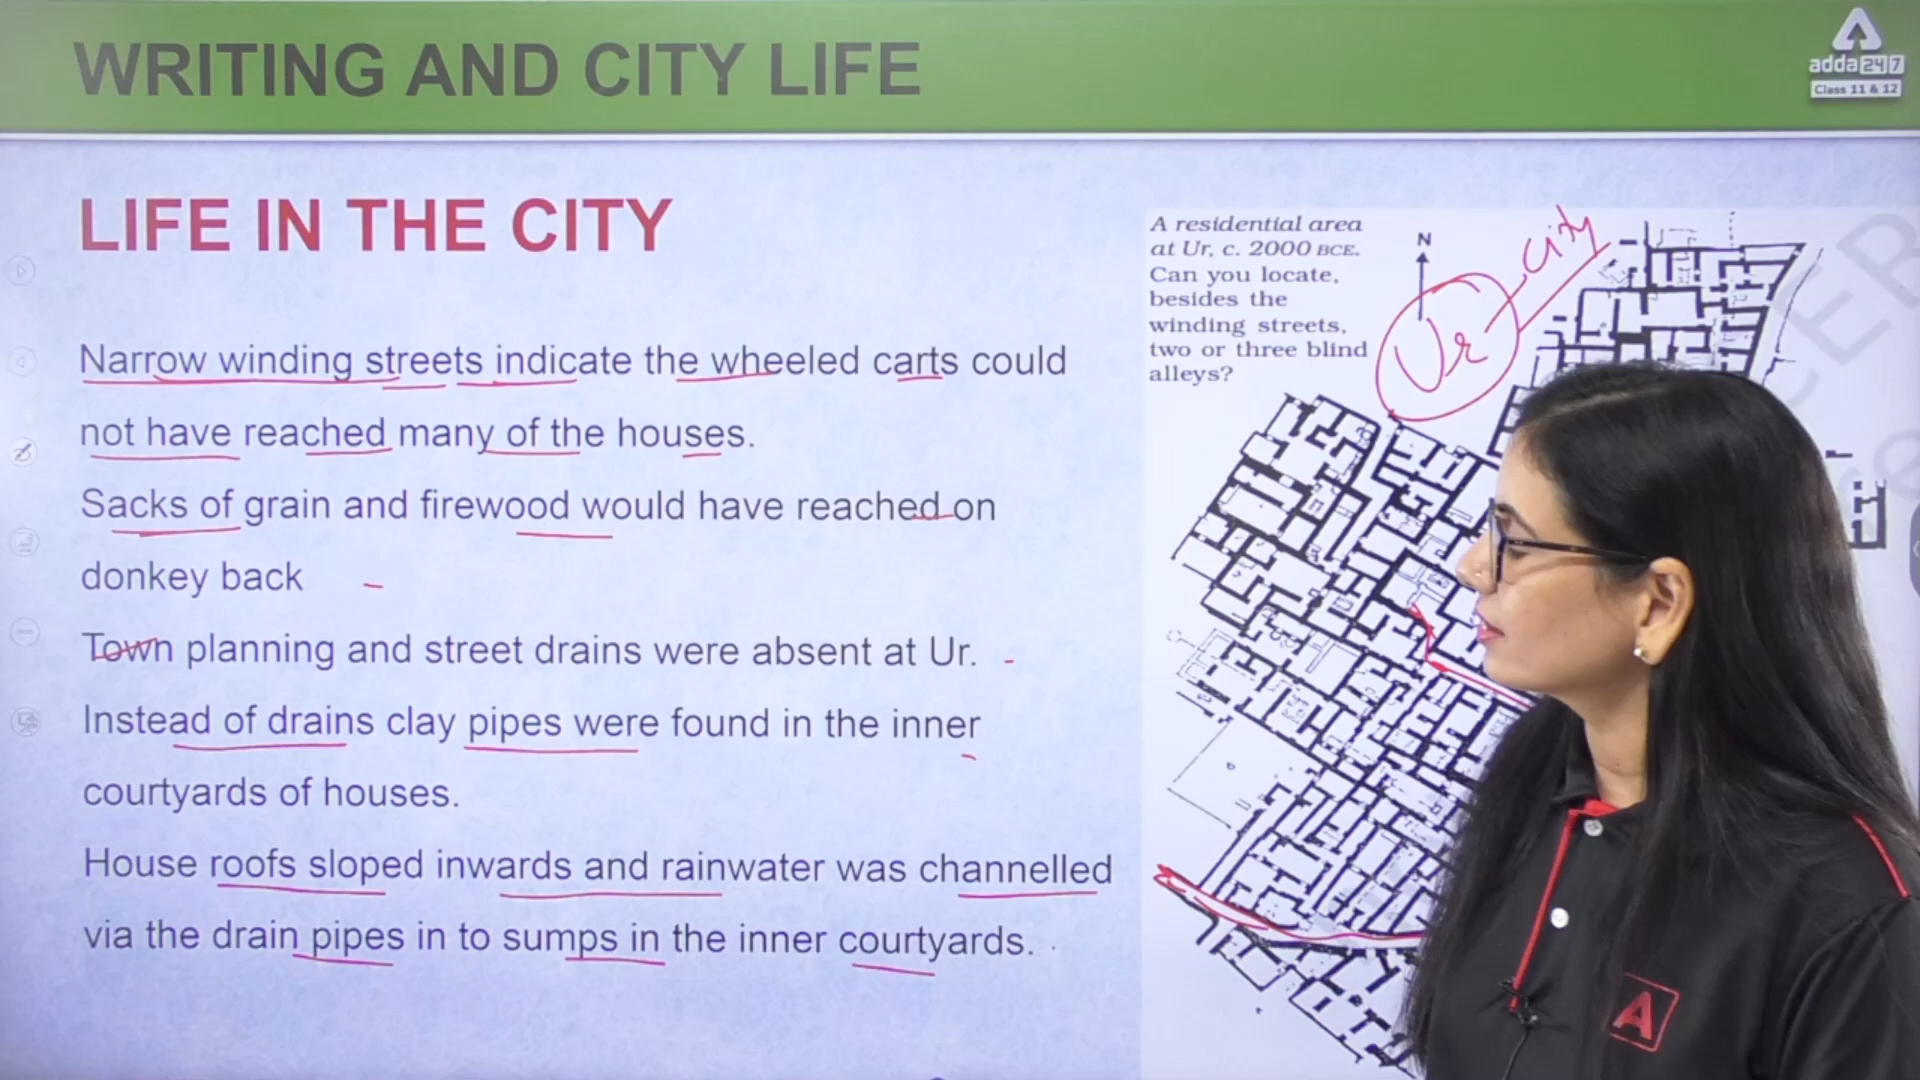 WRITING AND CITY LIFE
adda247
Class 11 & 12
LIFE IN THE CITY
Narrow winding streets indicate the wheeled carts could
not have reached many of the houses.
Sacks of grain and firewood would have reached on
donkey back
Town planning and street drains were absent at Ur.
Instead of drains clay pipes were found in the inner
courtyards of houses.
House roofs sloped inwards and rainwater was channelled
via the drain pipes in to sumps in the inner courtyards.
A residential area
at Ur, c. 2000 BCE.
Can you locate,
besides the
winding streets,
two or three blind
alleys?
N
Ur - City
A